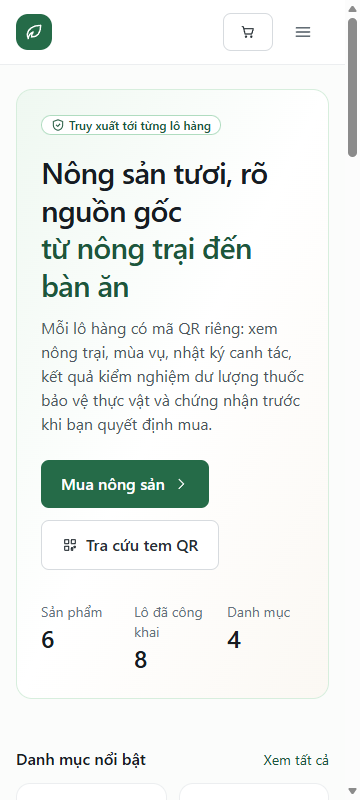 Truy xuất tới từng lô hàng
Nông sản tươi, rõ
nguồn gốc
từ nông trại đến
bàn ăn
Mỗi lô hàng có mã QR riêng: xem
nông trại, mùa vụ, nhật ký canh tác,
kết quả kiểm nghiệm dư lượng thuốc
bảo vệ thực vật và chứng nhận trước
khi bạn quyết định mua.
Mua nông sản
Tra cứu tem QR
Sản phẩm
6
Lô đã công
khai
8
Danh mục
4
Danh mục nổi bật
Xem tất cả